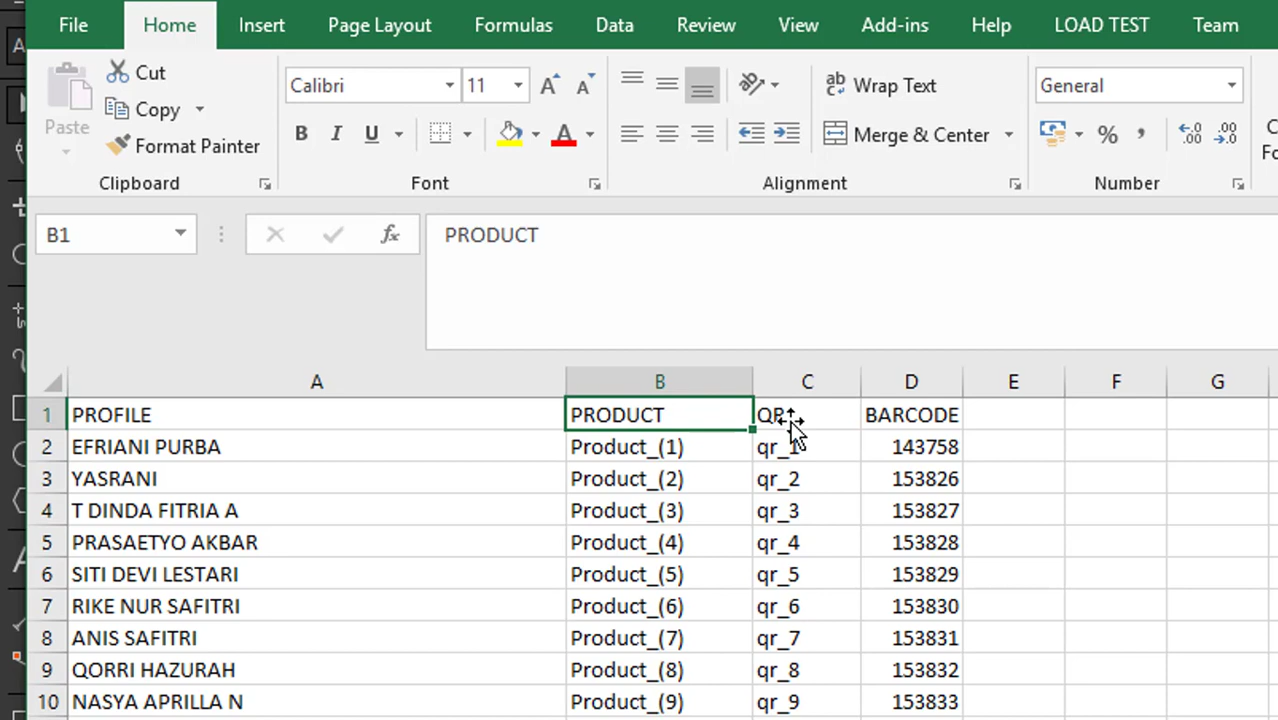 File Home Insert Page Layout Formulas Data Review View Add-ins Help LOAD TEST Team
Cut
Copy
Format Painter
Paste
Clipboard
Calibri 11
B I U
Font
Wrap Text
Merge & Center
Alignment
General
%
Number
B1
fx
PRODUCT
A B C D E F G
1 PROFILE PRODUCT QR BARCODE
2 EFRIANI PURBA Product_(1) qr_1 143758
3 YASRANI Product_(2) qr_2 153826
4 T DINDA FITRIA A Product_(3) qr_3 153827
5 PRASAETYO AKBAR Product_(4) qr_4 153828
6 SITI DEVI LESTARI Product_(5) qr_5 153829
7 RIKE NUR SAFITRI Product_(6) qr_6 153830
8 ANIS SAFITRI Product_(7) qr_7 153831
9 QORRI HAZURAH Product_(8) qr_8 153832
10 NASYA APRILLA N Product_(9) qr_9 153833